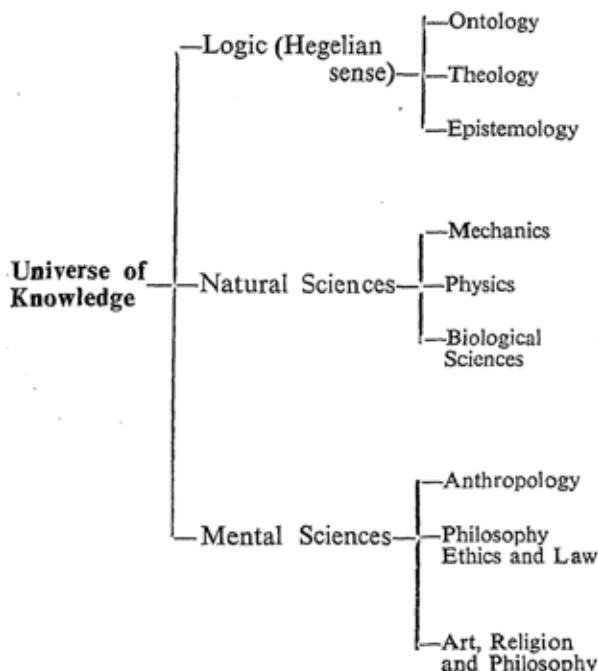 Universe of
Knowledge
Logic (Hegelian
sense)
Ontology
Theology
Epistemology
Natural Sciences
Mechanics
Physics
Biological
Sciences
Mental Sciences
Anthropology
Philosophy
Ethics and Law
Art, Religion
and Philosophy